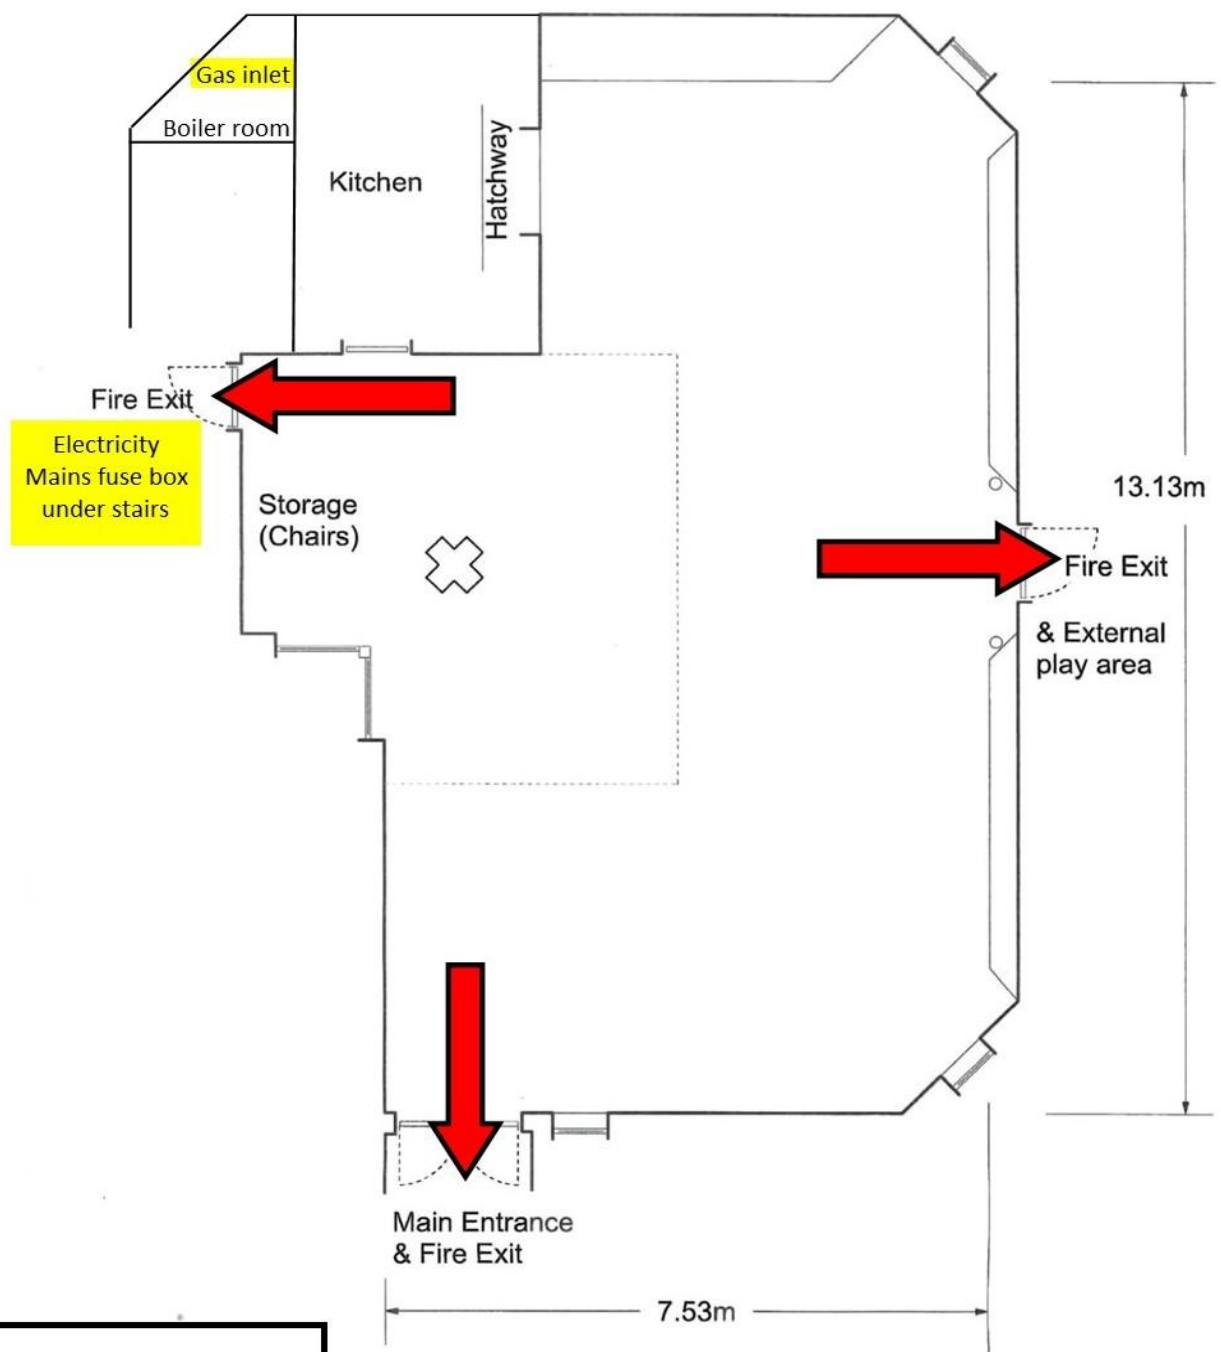 Gas inlet
Boiler room
Kitchen
Hatchway
Fire Exit
Electricity
Mains fuse box
under stairs
Storage
(Chairs)
13.13m
Fire Exit
& External
play area
Main Entrance
& Fire Exit
7.53m